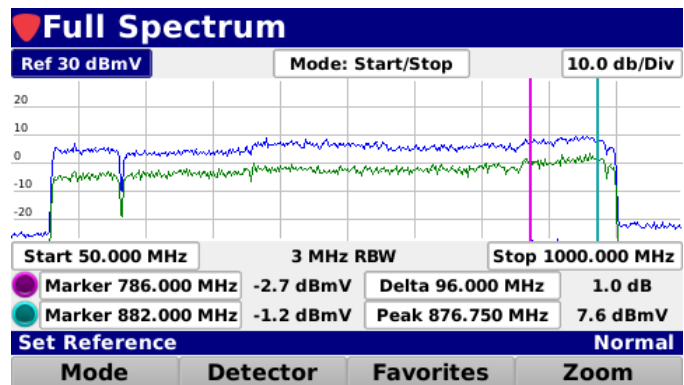 Full Spectrum
Ref 30 dBmV Mode: Start/Stop 10.0 db/Div
20
10
0
-10
-20
Start 50.000 MHz 3 MHz RBW Stop 1000.000 MHz
Marker 786.000 MHz -2.7 dBmV Delta 96.000 MHz 1.0 dB
Marker 882.000 MHz -1.2 dBmV Peak 876.750 MHz 7.6 dBmV
Set Reference Normal
Mode Detector Favorites Zoom